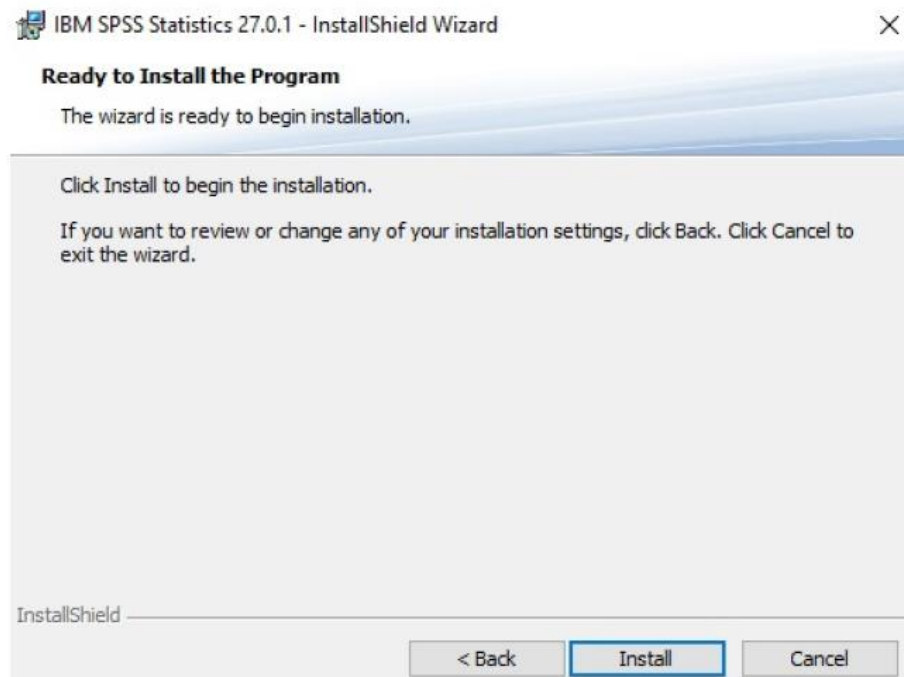 IBM SPSS Statistics 27.0.1 - InstallShield Wizard
Ready to Install the Program
The wizard is ready to begin installation.
Click Install to begin the installation.
If you want to review or change any of your installation settings, click Back. Click Cancel to
exit the wizard.
InstallShield
< Back
Install
Cancel